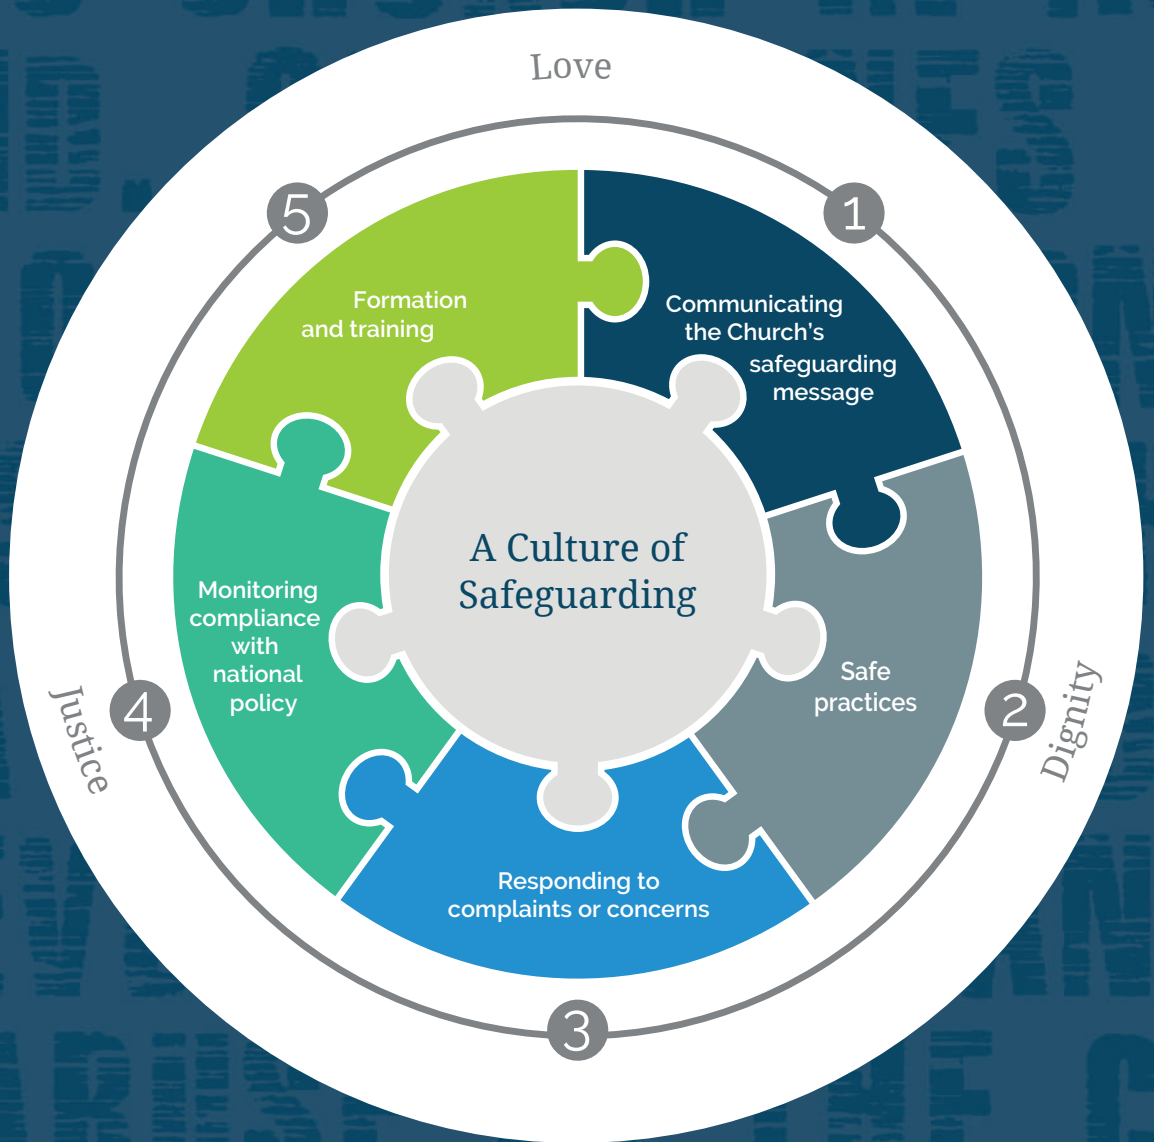 Love
5
1
Formation
and training
Communicating
the Church's
safeguarding
message
A Culture of
Safeguarding
Monitoring
compliance
with
national
policy
Safe
practices
Justice
4
2
Dignity
Responding to
complaints or concerns
3